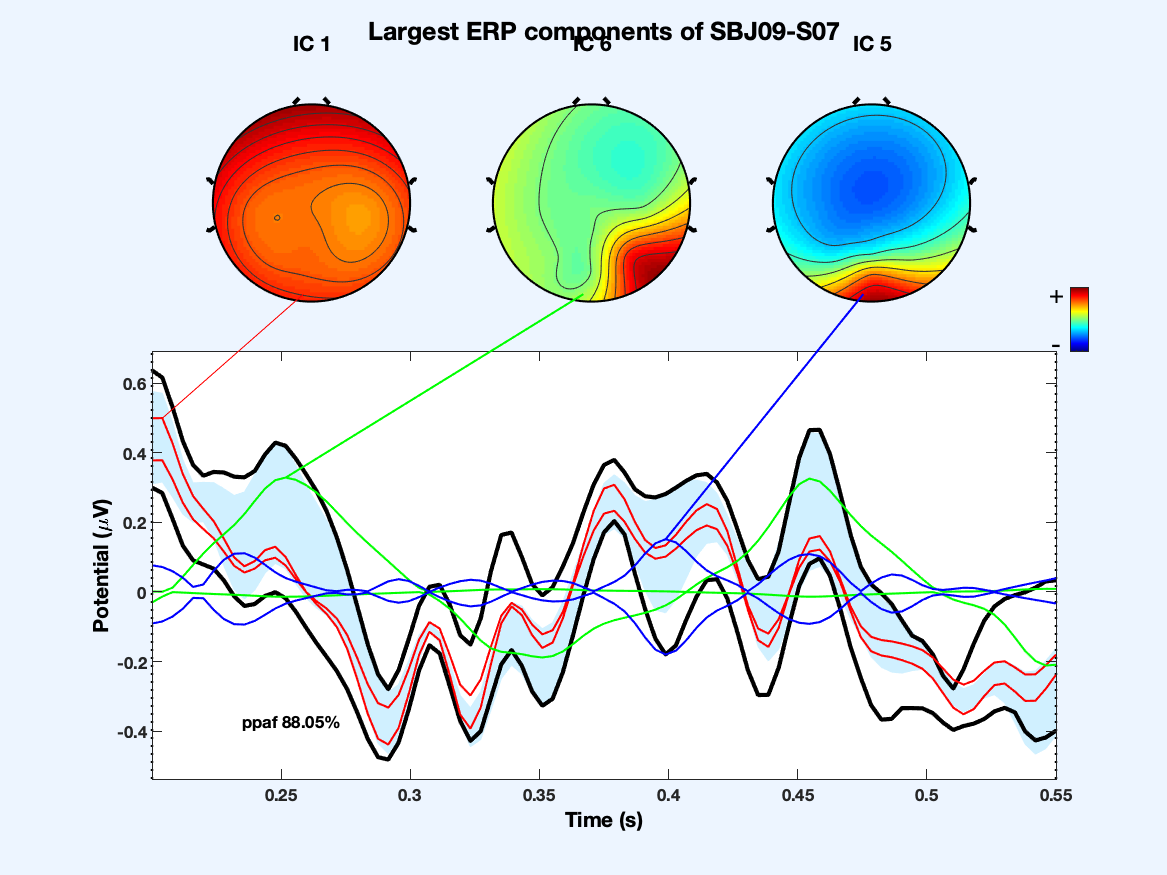 Largest ERP components of SBJ09-S07
IC 1
IC 6
IC 5
+
-
0.6
0.4
0.2
0
-0.2
-0.4
Potential (μV)
ppaf 88.05%
0.25
0.3
0.35
0.4
0.45
0.5
0.55
Time (s)